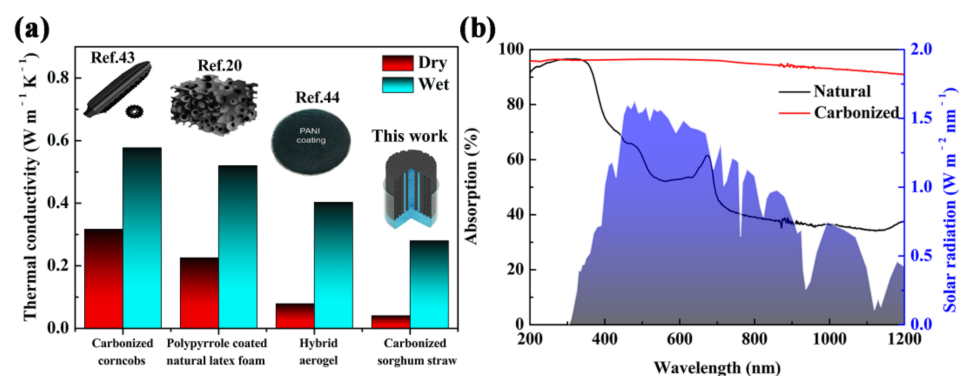 (a)
Thermal conductivity (W m⁻¹ K⁻¹)
0.8
0.6
0.4
0.2
0.0
Ref.43
Ref.20
Ref.44
PANI
coating
This work
Dry
Wet
Carbonized
corncobs
Polypyrrole coated
natural latex foam
Hybrid
aerogel
Carbonized
sorghum straw
(b)
Absorption (%)
100
80
60
40
20
0
Natural
Carbonized
2.0
1.5
1.0
0.5
0.0
Solar radiation (W m⁻² nm⁻¹)
200 400 600 800 1000 1200
Wavelength (nm)